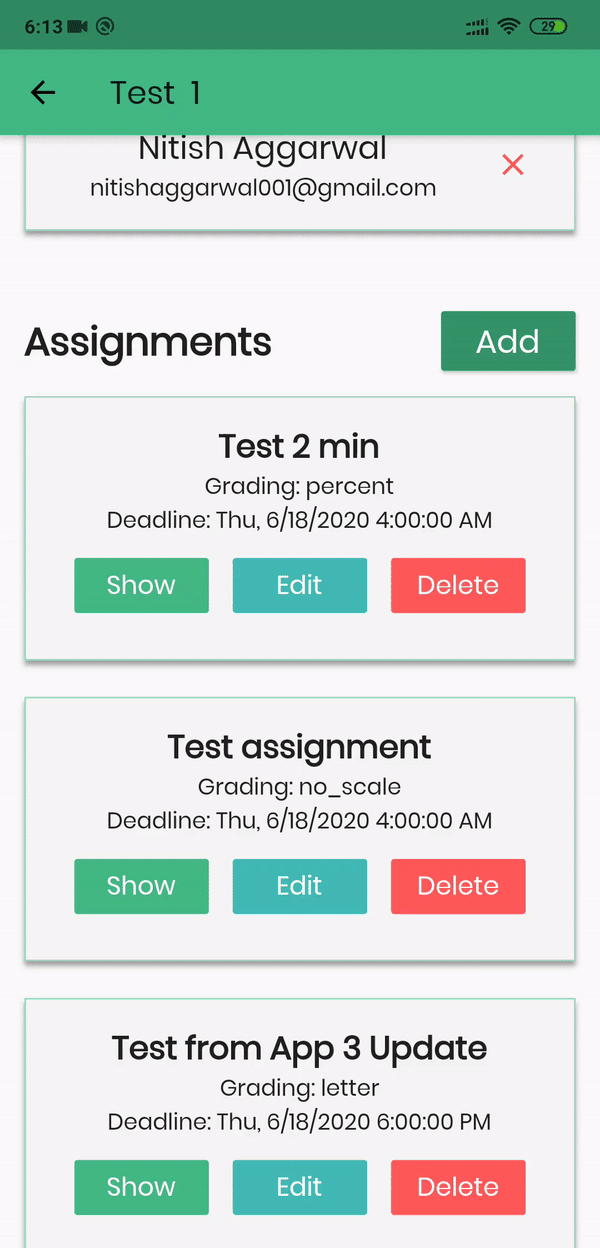 6:13
29
Test 1
Nitish Aggarwal
nitishaggarwal001@gmail.com
Assignments
Add
Test 2 min
Grading: percent
Deadline: Thu, 6/18/2020 4:00:00 AM
Show Edit Delete
Test assignment
Grading: no_scale
Deadline: Thu, 6/18/2020 4:00:00 AM
Show Edit Delete
Test from App 3 Update
Grading: letter
Deadline: Thu, 6/18/2020 6:00:00 PM
Show Edit Delete